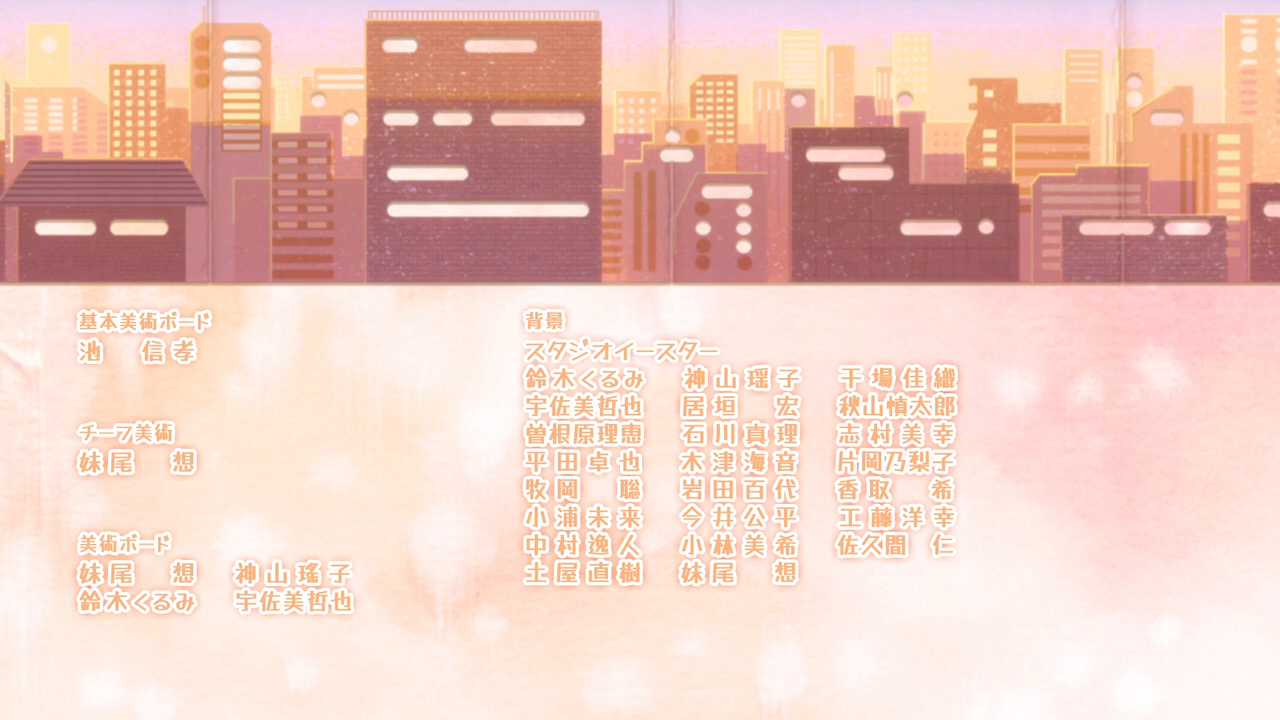 基本美術ボード
池 信孝
チーフ美術
妹尾 想
美術ボード
妹尾 想 神山瑶子
鈴木くるみ 宇佐美哲也
背景
スタジオイースター
鈴木くるみ 神山瑶子 干場佳織
宇佐美哲也 居垣 宏 秋山慎太郎
曽根原理恵 石川真理 志村美幸
平田卓也 木津海音 片岡乃梨子
牧岡 聡 岩田百代 香取 希
小浦未来 今井公平 工藤洋幸
中村逸人 小林美希 佐久間 仁
土屋直樹 妹尾 想